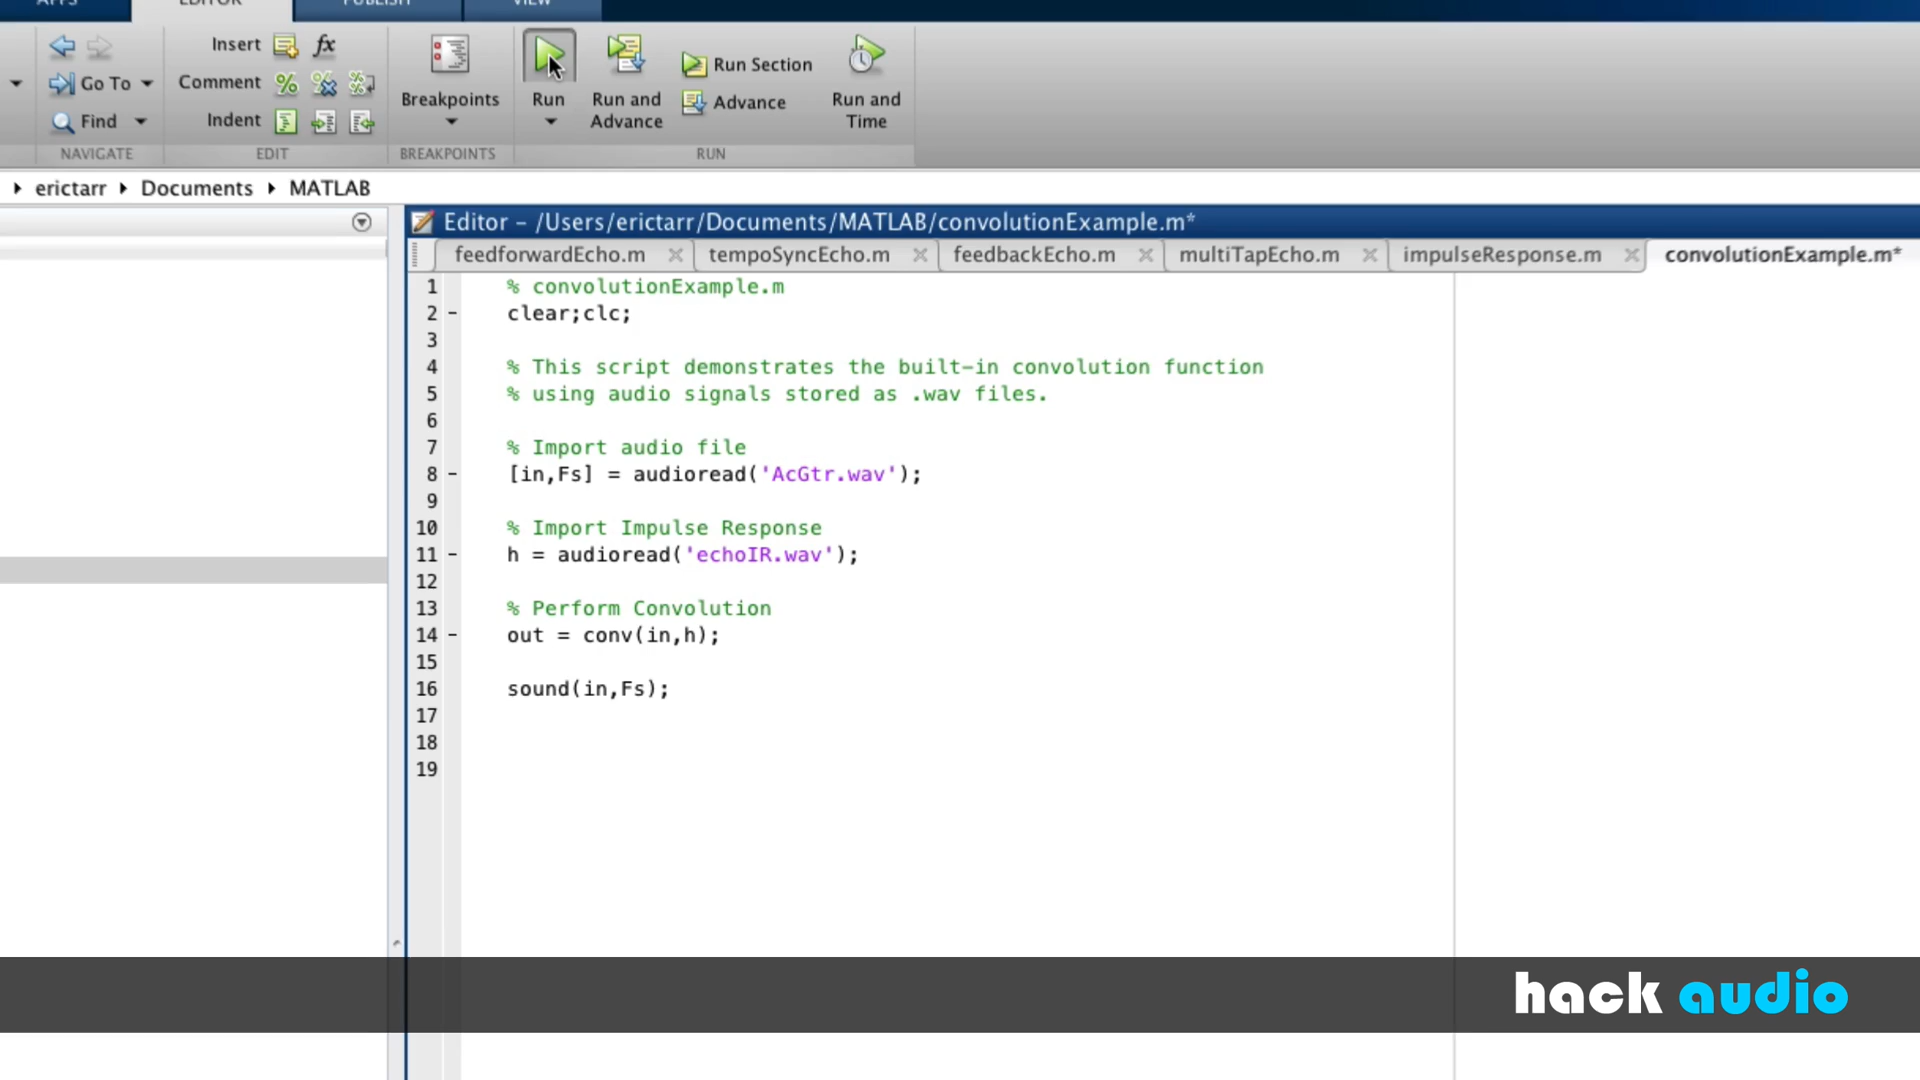 APPS EDITOR PUBLISH VIEW
Insert fx
Go To Comment
Find Indent
Breakpoints Run Run and Advance Run Section Advance Run and Time
NAVIGATE EDIT BREAKPOINTS RUN
erictarr Documents MATLAB
Editor – /Users/erictarr/Documents/MATLAB/convolutionExample.m*
feedforwardEcho.m tempoSyncEcho.m feedbackEcho.m multiTapEcho.m impulseResponse.m convolutionExample.m*
1 % convolutionExample.m
2 – clear;clc;
3
4 % This script demonstrates the built-in convolution function
5 % using audio signals stored as .wav files.
6
7 % Import audio file
8 – [in,Fs] = audioread('AcGtr.wav');
9
10 % Import Impulse Response
11 – h = audioread('echoIR.wav');
12
13 % Perform Convolution
14 – out = conv(in,h);
15
16 sound(in,Fs);
17
18
19
hack audio